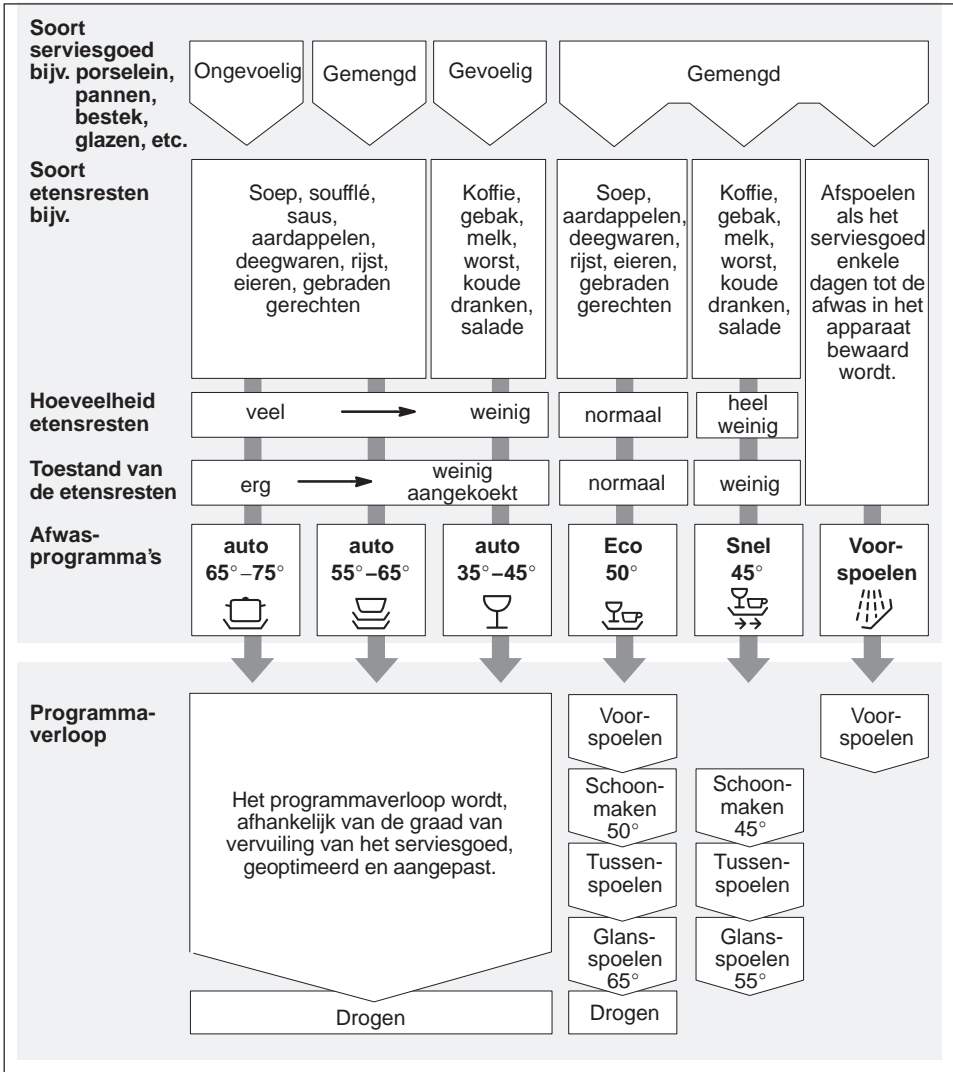 Soort
serviesgoed
bijv. porselein,
pannen,
bestek,
glazen, etc.
Ongevoelig
Gemengd
Gevoelig
Gemengd
Soort
etensresten
bijv.
Soep, soufflé,
saus,
aardappelen,
deegwaren, rijst,
eieren, gebraden
gerechten
Koffie,
gebak,
melk,
worst,
koude
dranken,
salade
Soep,
aardappelen,
deegwaren,
rijst, eieren,
gebraden
gerechten
Koffie,
gebak,
melk,
worst,
koude
dranken,
salade
Afspoelen
als het
serviesgoed
enkele
dagen tot de
afwas in het
apparaat
bewaard
wordt.
Hoeveelheid
etensresten
veel
weinig
normaal
heel
weinig
Toestand van
de etensresten
erg
weinig
aangekoekt
normaal
weinig
Afwas-
programma's
auto
65°–75°
auto
55°–65°
auto
35°–45°
Eco
50°
Snel
45°
Voor-
spoelen
Programma-
verloop
Het programmaverloop wordt,
afhankelijk van de graad van
vervuiling van het serviesgoed,
geoptimeerd en aangepast.
Drogen
Voor-
spoelen
Schoon-
maken
50°
Tussen-
spoelen
Glans-
spoelen
65°
Drogen
Schoon-
maken
45°
Tussen-
spoelen
Glans-
spoelen
55°
Voor-
spoelen